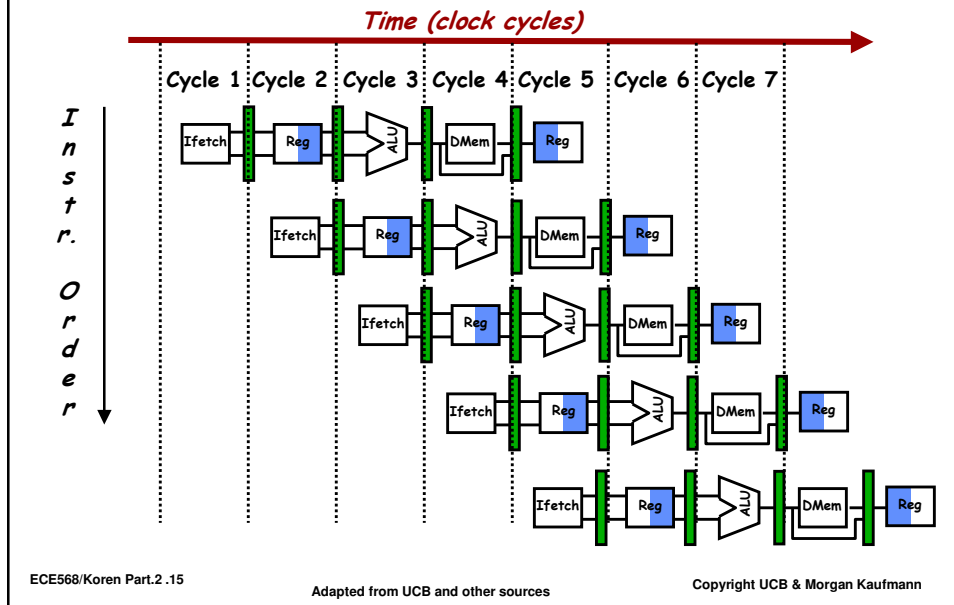 Time (clock cycles)
Cycle 1 Cycle 2 Cycle 3 Cycle 4 Cycle 5 Cycle 6 Cycle 7
Instr. Order
Ifetch Reg ALU DMem Reg
Ifetch Reg ALU DMem Reg
Ifetch Reg ALU DMem Reg
Ifetch Reg ALU DMem Reg
Ifetch Reg ALU DMem Reg
ECE568/Koren Part.2 .15
Adapted from UCB and other sources
Copyright UCB & Morgan Kaufmann